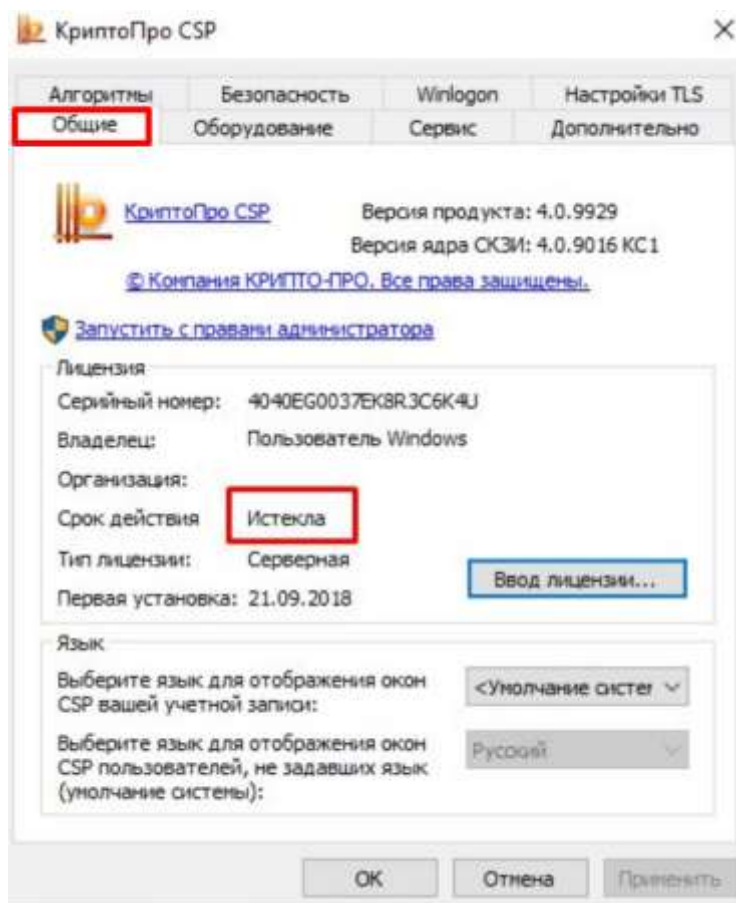 КриптоПро CSP
Алгоритмы Безопасность Winlogon Настройки TLS
Общие Оборудование Сервис Дополнительно
КриптоПро CSP Версия продукта: 4.0.9929
Версия ядра СКЗИ: 4.0.9016 КС1
© Компания КРИПТО-ПРО. Все права защищены.
Запустить с правами администратора
Лицензия
Серийный номер: 4040EG0037EK8R3C6K4U
Владелец: Пользователь Windows
Организация:
Срок действия Истекла
Тип лицензии: Серверная
Ввод лицензии...
Первая установка: 21.09.2018
Язык
Выберите язык для отображения окон
CSP вашей учетной записи:
<Умолчание систег
Выберите язык для отображения окон
CSP пользователей, не задавших язык
(умолчание системы):
Русский
ОК Отмена Применить